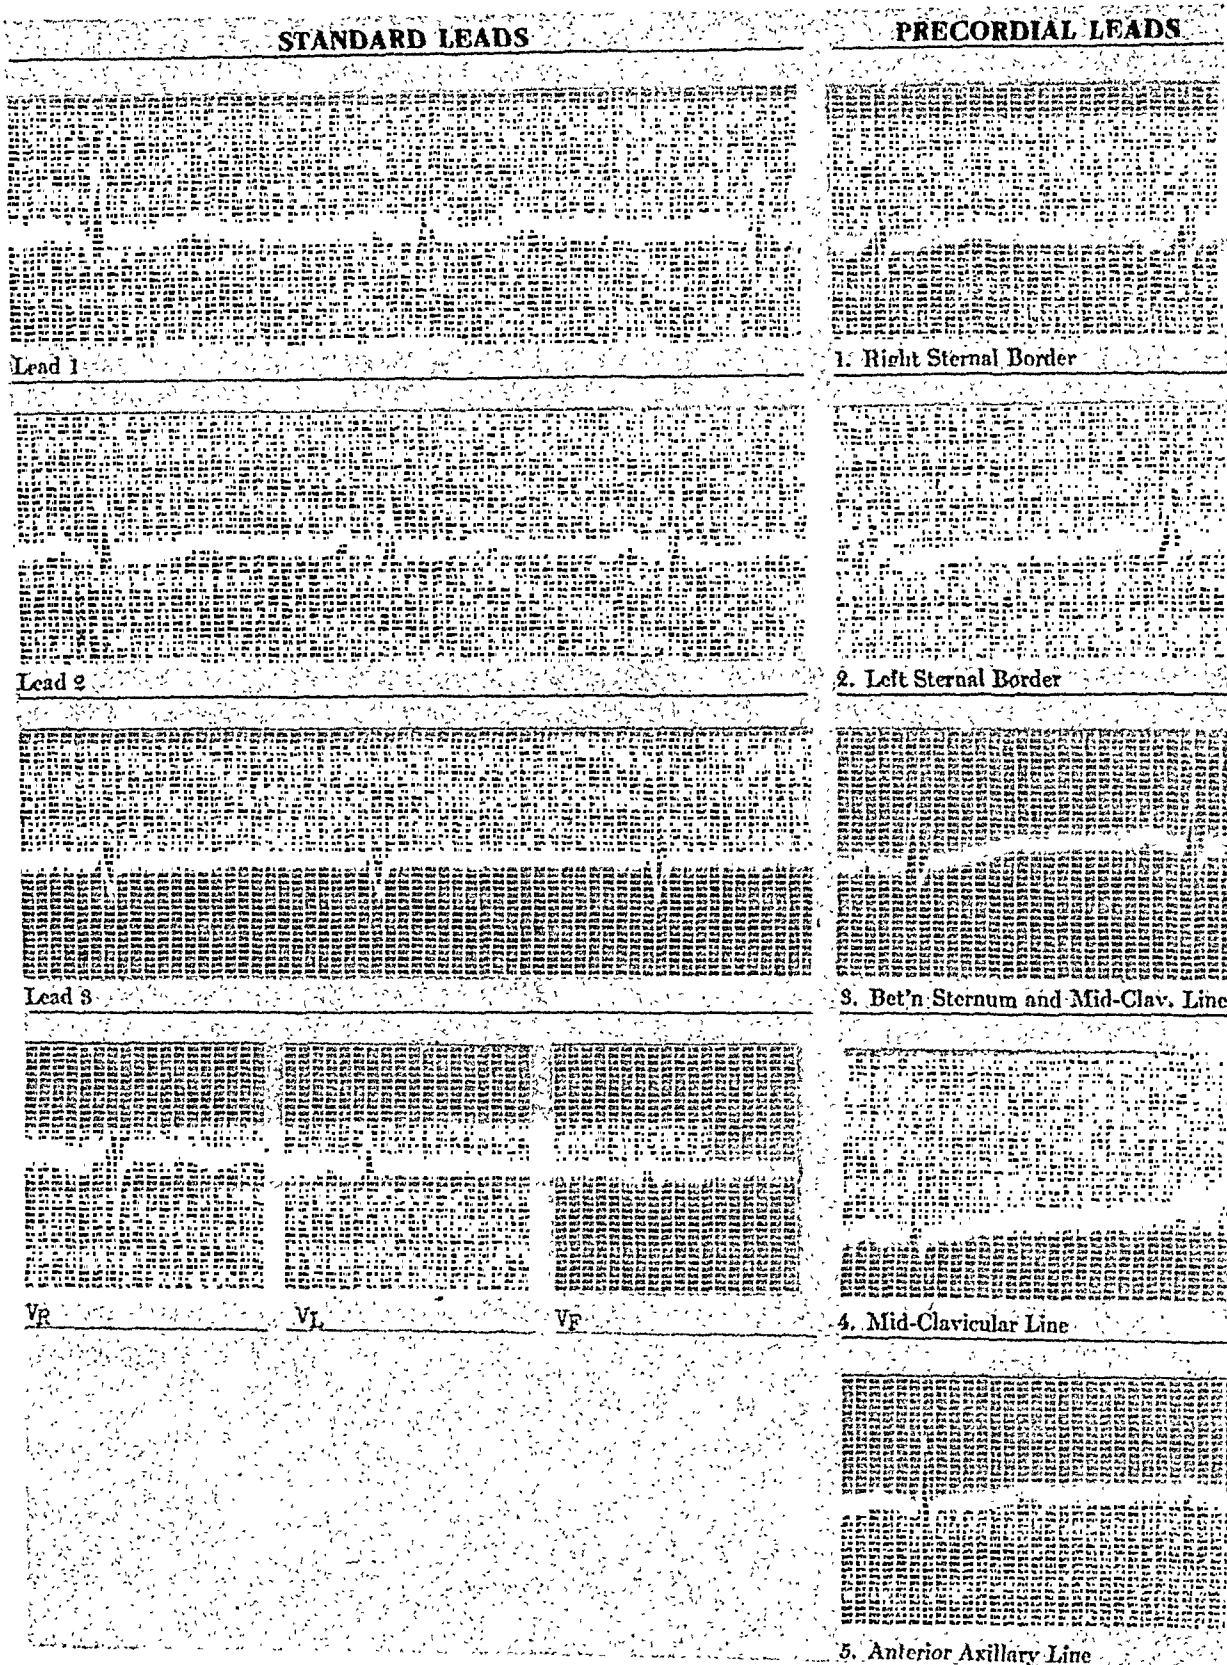 STANDARD LEADS
PRECORDIAL LEADS
Lead 1
1. Right Sternal Border
Lead 2
2. Left Sternal Border
Lead 3
3. Bet'n Sternum and Mid-Clav. Line
VR
VL
VF
4. Mid-Clavicular Line
5. Anterior Axillary Line